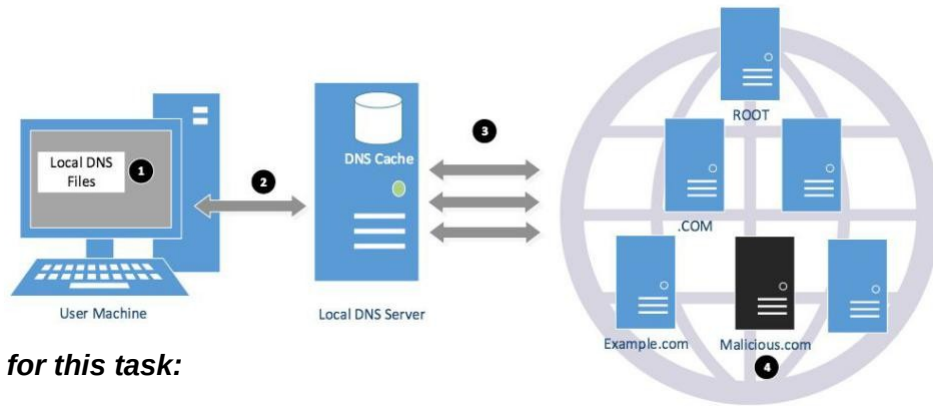 ROOT
Local DNS
Files
1
2
DNS Cache
3
.COM
User Machine
Local DNS Server
Example.com
Malicious.com
4
for this task: